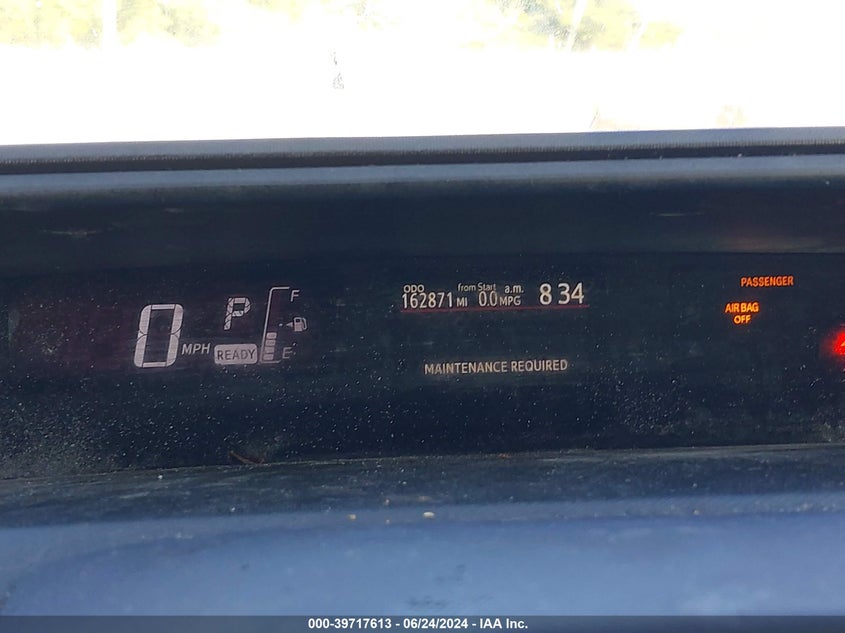 0 MPH
P
READY
F
E
ODO from Start a.m.
162871 MI 0.0 MPG 8 34
MAINTENANCE REQUIRED
PASSENGER
AIR BAG
OFF
000-39717613 - 06/24/2024 - IAA Inc.